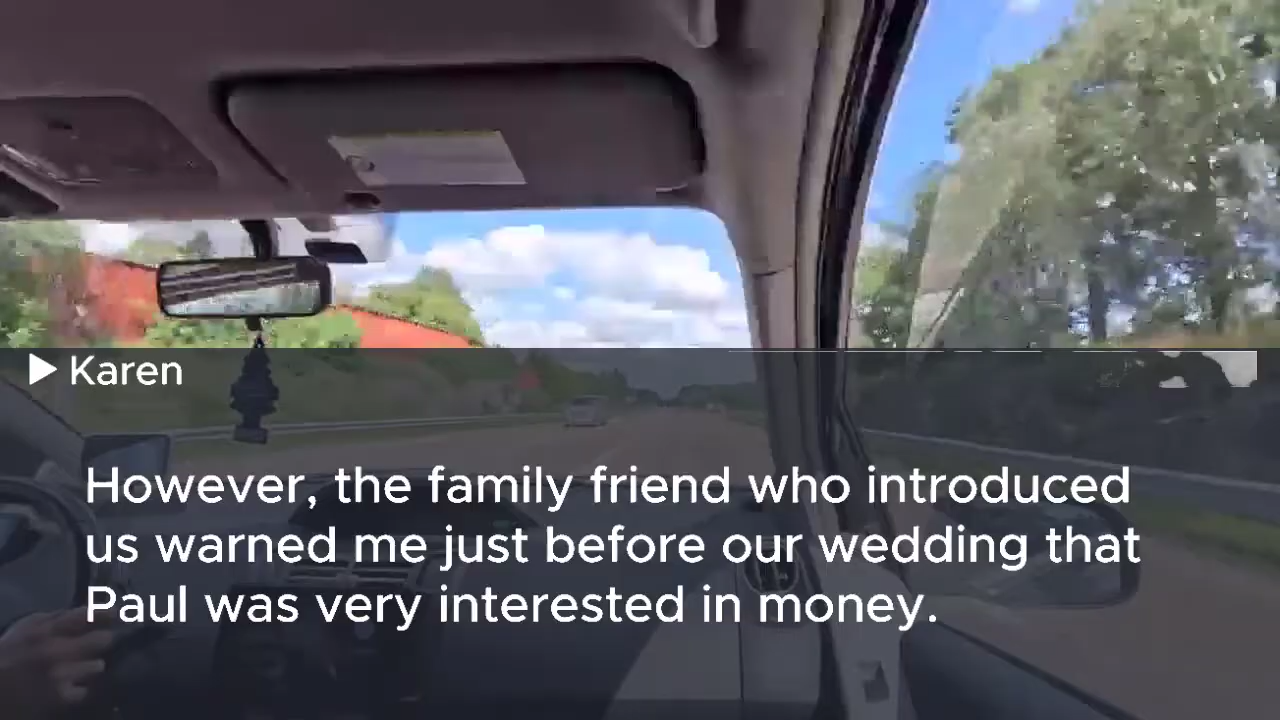 Karen
However, the family friend who introduced
us warned me just before our wedding that
Paul was very interested in money.